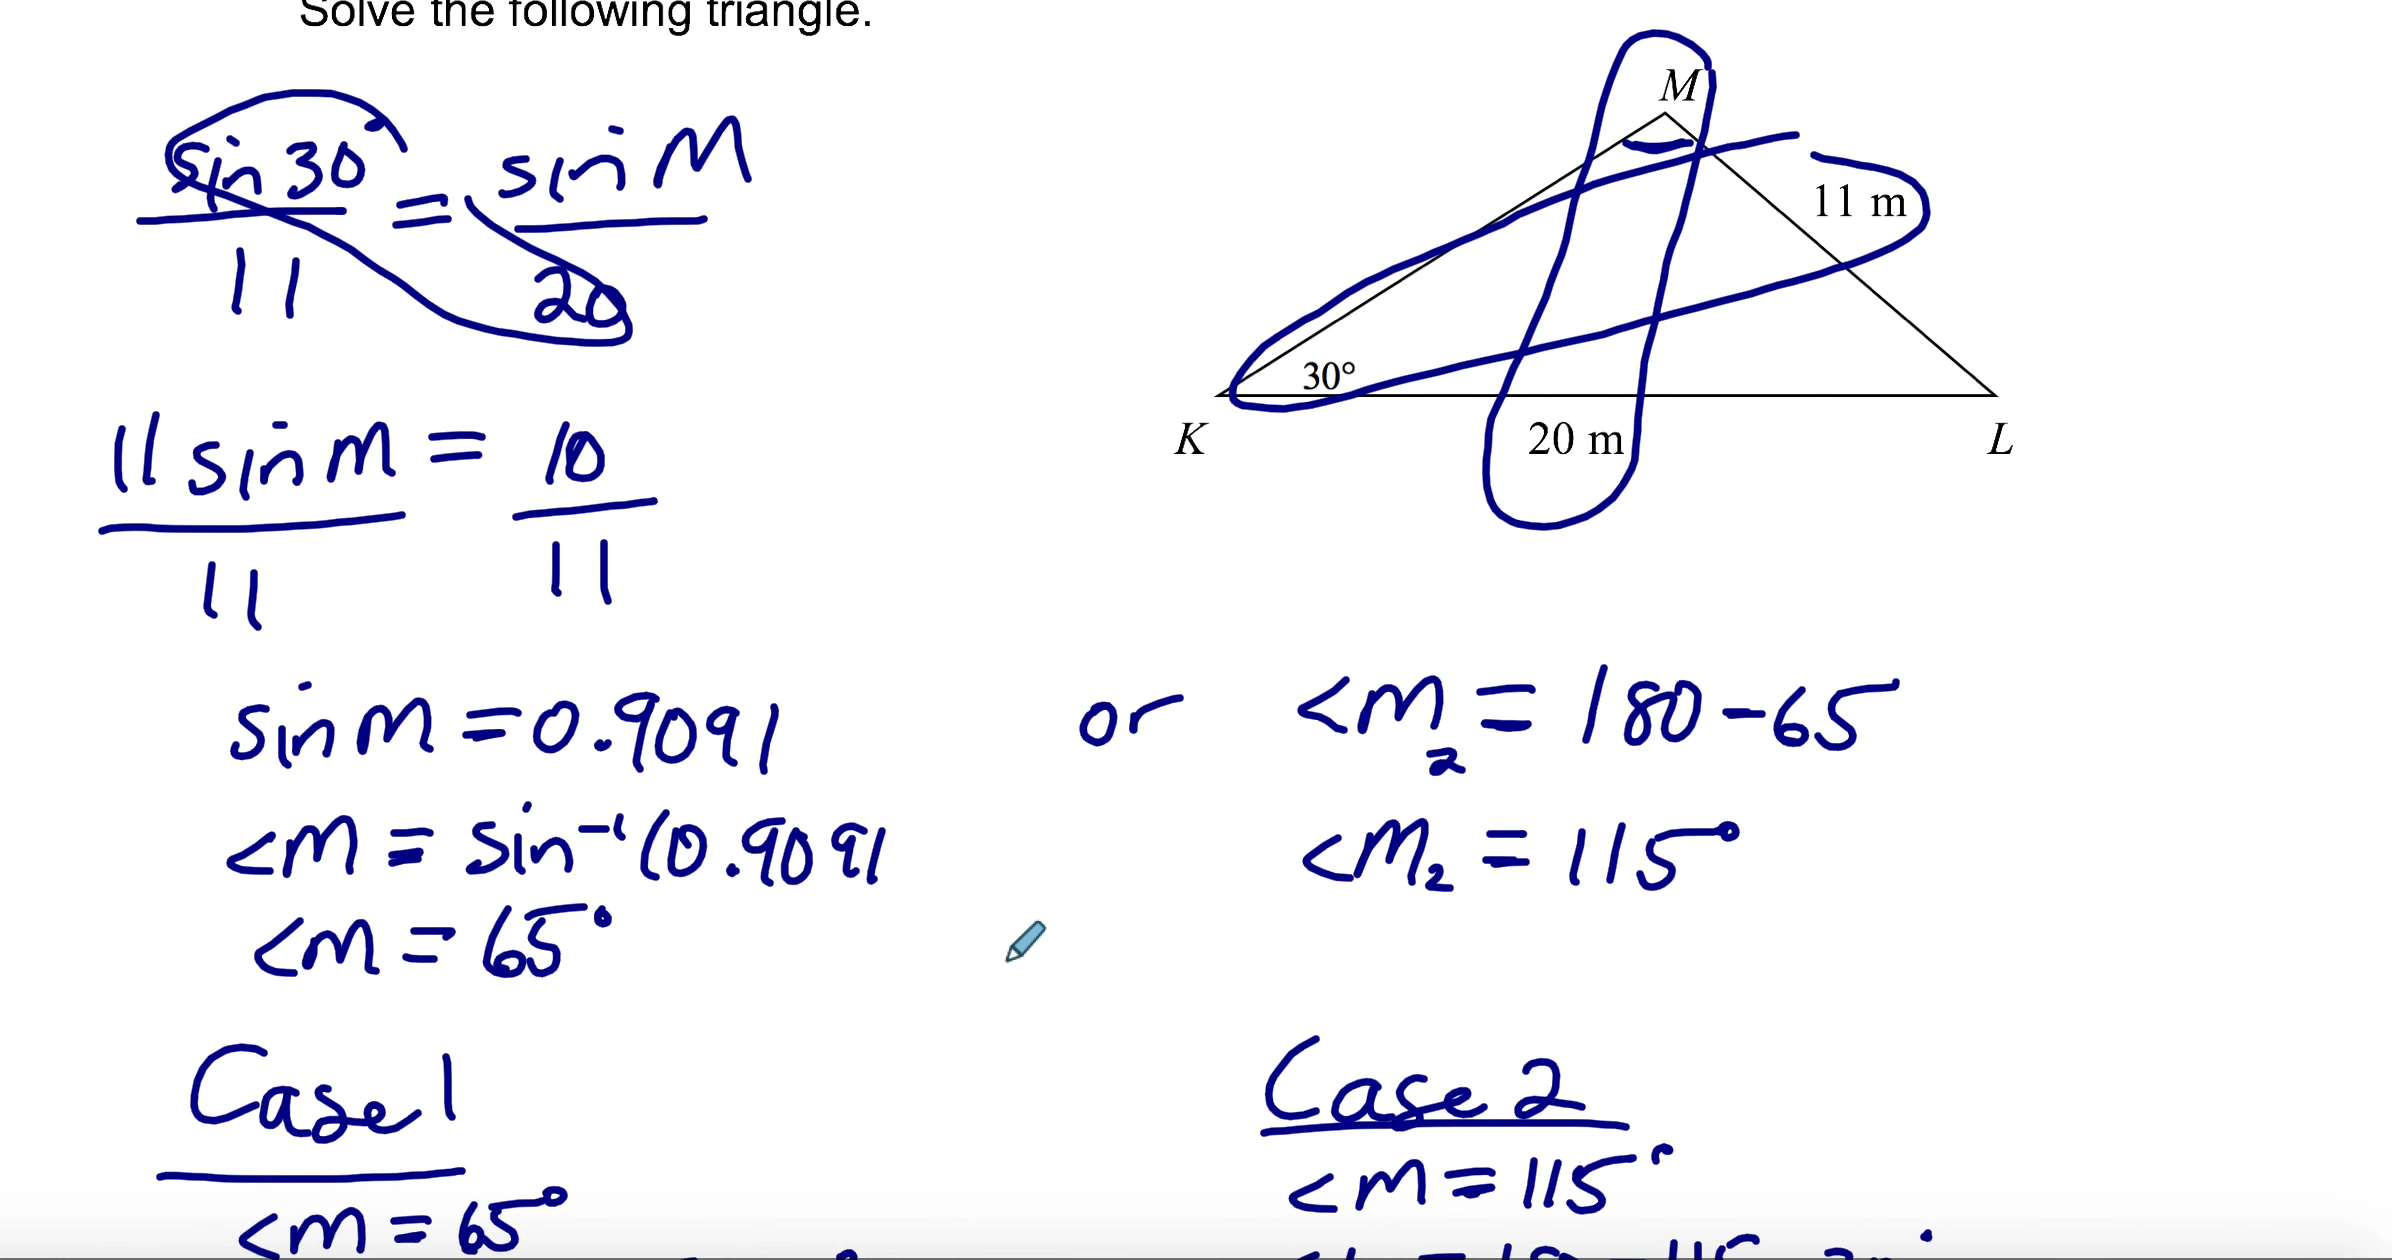 Solve the following triangle.
sin 30° = sin M
11 20
M
11 m
30°
K 20 m L
11 sin M = 10
11 11
sin M = 0.9091
<M = sin⁻¹(0.9091
<M = 65°
or <M₂ = 180-65
<M₂ = 115°
Case 1
<M = 65°
Case 2
<M = 115°